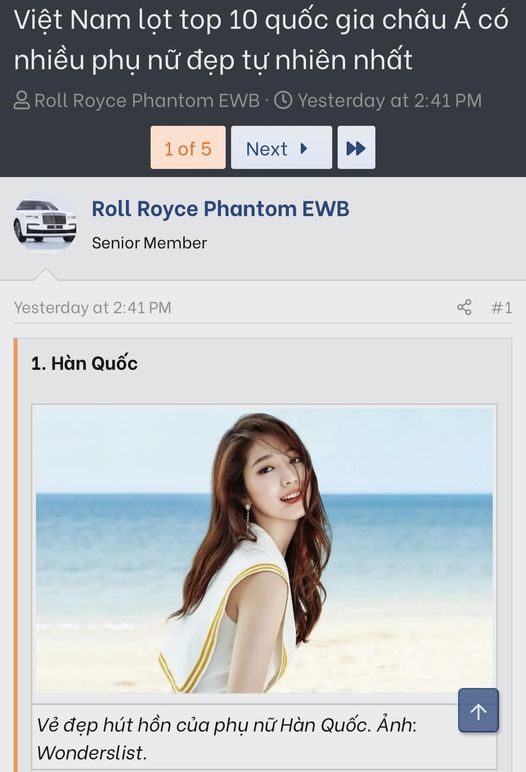 Việt Nam lọt top 10 quốc gia châu Á có
nhiều phụ nữ đẹp tự nhiên nhất
Roll Royce Phantom EWB · Yesterday at 2:41 PM
1 of 5 Next
Roll Royce Phantom EWB
Senior Member
Yesterday at 2:41 PM #1
1. Hàn Quốc
Vẻ đẹp hút hồn của phụ nữ Hàn Quốc. Ảnh:
Wonderslist.